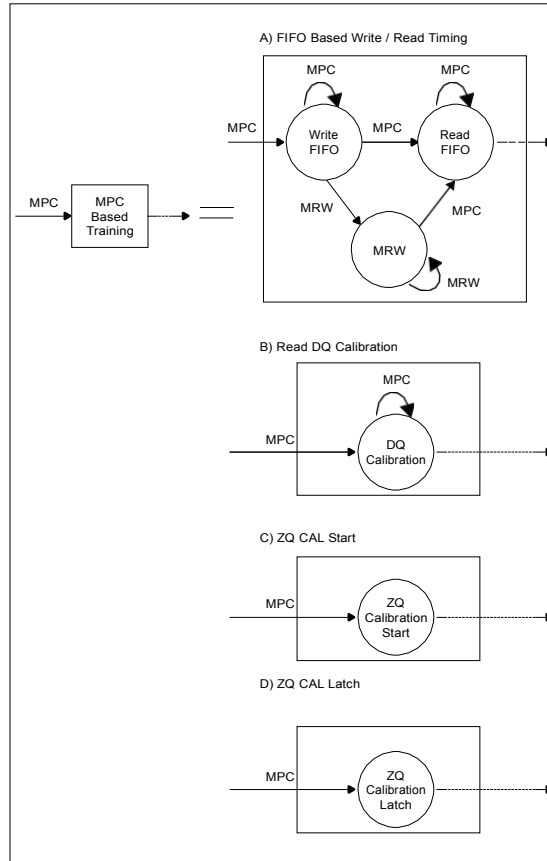 A) FIFO Based Write / Read Timing
MPC
MPC
MPC
Write
FIFO
MPC
Read
FIFO
MPC
MPC
Based
Training
MRW
MPC
MRW
MRW
B) Read DQ Calibration
MPC
MPC
DQ
Calibration
C) ZQ CAL Start
MPC
ZQ
Calibration
Start
D) ZQ CAL Latch
MPC
ZQ
Calibration
Latch